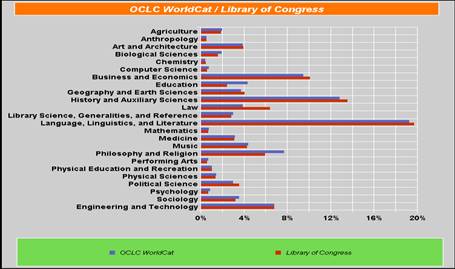 OCLC WorldCat / Library of Congress
Agriculture
Anthropology
Art and Architecture
Biological Sciences
Chemistry
Computer Science
Business and Economics
Education
Geography and Earth Sciences
History and Auxiliary Sciences
Law
Library Science, Generalities, and Reference
Language, Linguistics, and Literature
Mathematics
Medicine
Music
Philosophy and Religion
Performing Arts
Physical Education and Recreation
Physical Sciences
Political Science
Psychology
Sociology
Engineering and Technology
0% 4% 8% 12% 16% 20%
OCLC WorldCat Library of Congress